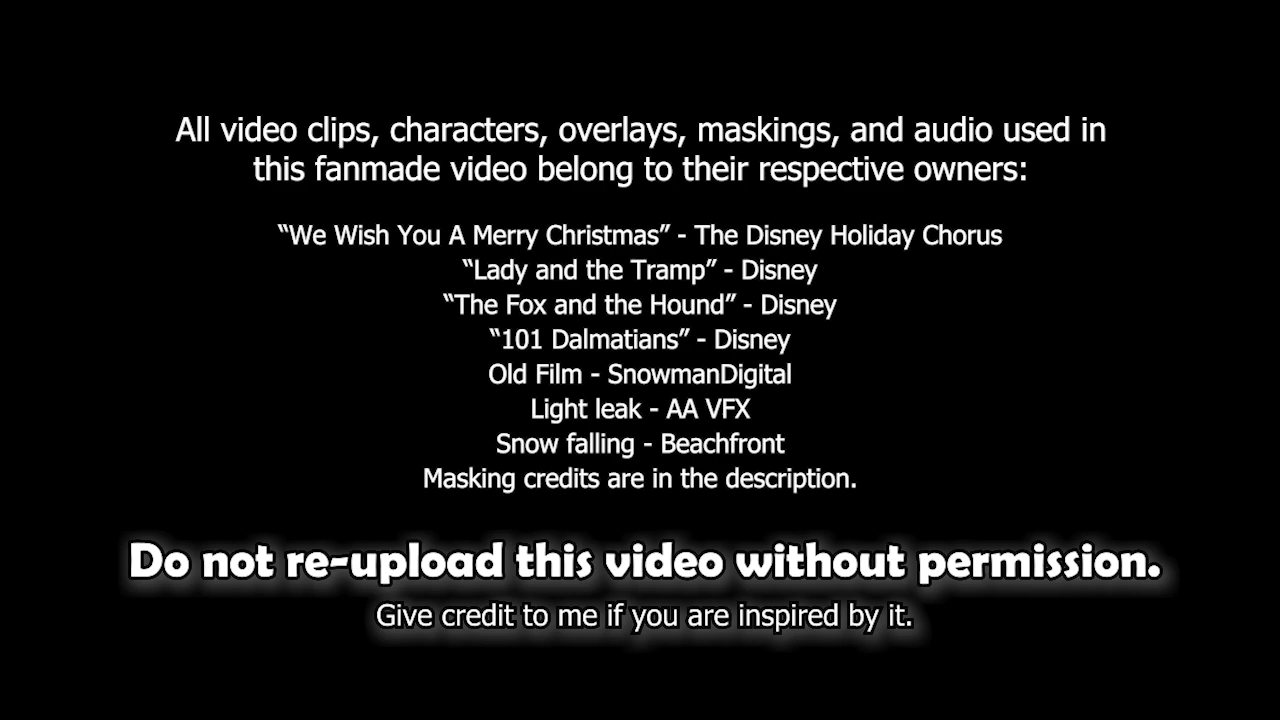 All video clips, characters, overlays, maskings, and audio used in
this fanmade video belong to their respective owners:
“We Wish You A Merry Christmas” - The Disney Holiday Chorus
“Lady and the Tramp” - Disney
“The Fox and the Hound” - Disney
“101 Dalmatians” - Disney
Old Film - SnowmanDigital
Light leak - AA VFX
Snow falling - Beachfront
Masking credits are in the description.
Do not re-upload this video without permission.
Give credit to me if you are inspired by it.